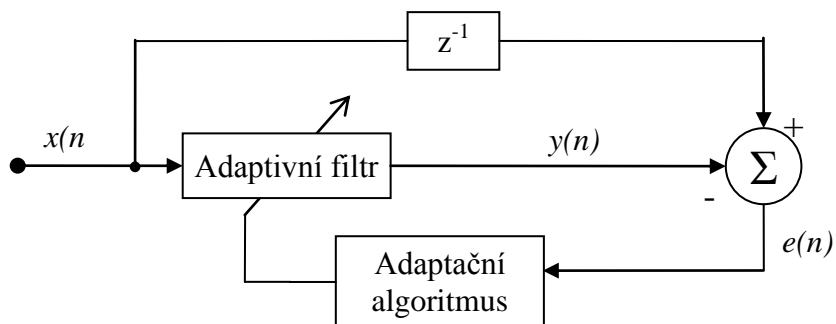 z⁻¹
x(n
Adaptivní filtr
y(n)
+
Σ
-
e(n)
Adaptační
algoritmus